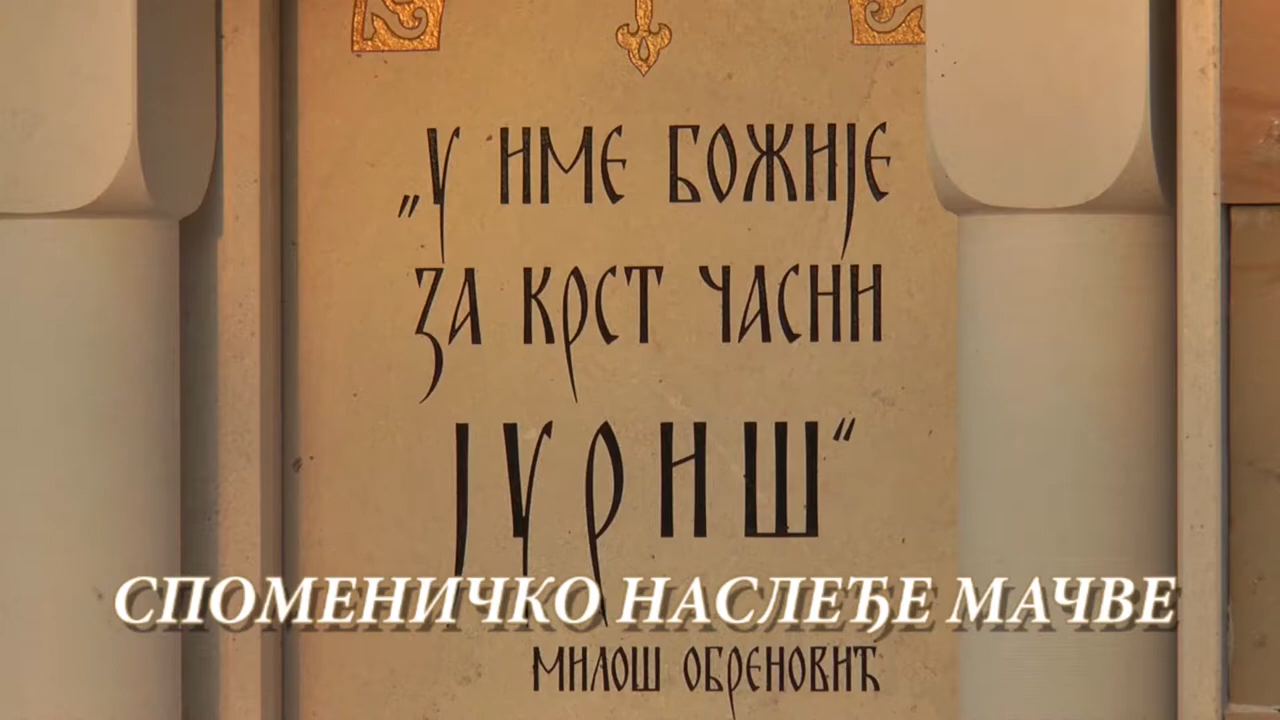 „У ИМЕ БОЖИЈЕ
ЗА КРСТ ЧАСНИ
ЈУРИШ“
СПОМЕНИЧКО НАСЛЕЂЕ МАЧВЕ
МИЛОШ ОБРЕНОВИЋ